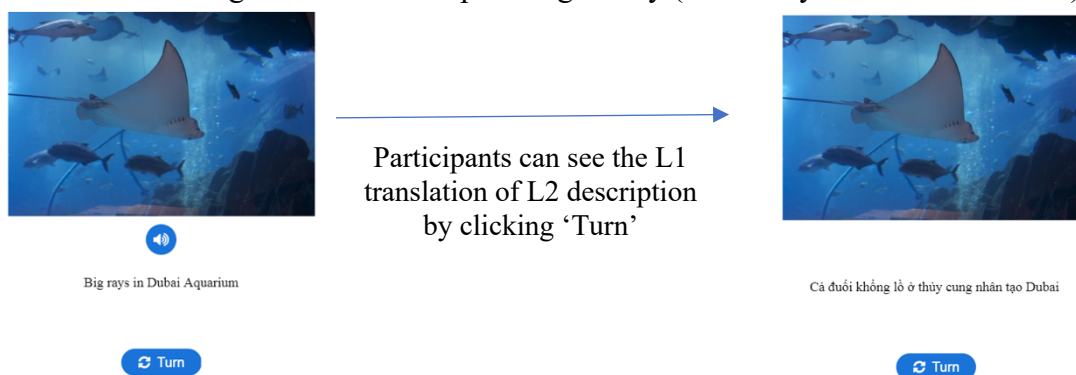 Participants can see the L1
translation of L2 description
by clicking ‘Turn’
Big rays in Dubai Aquarium
Turn
Cá đuối khổng lồ ở thủy cung nhân tạo Dubai
Turn